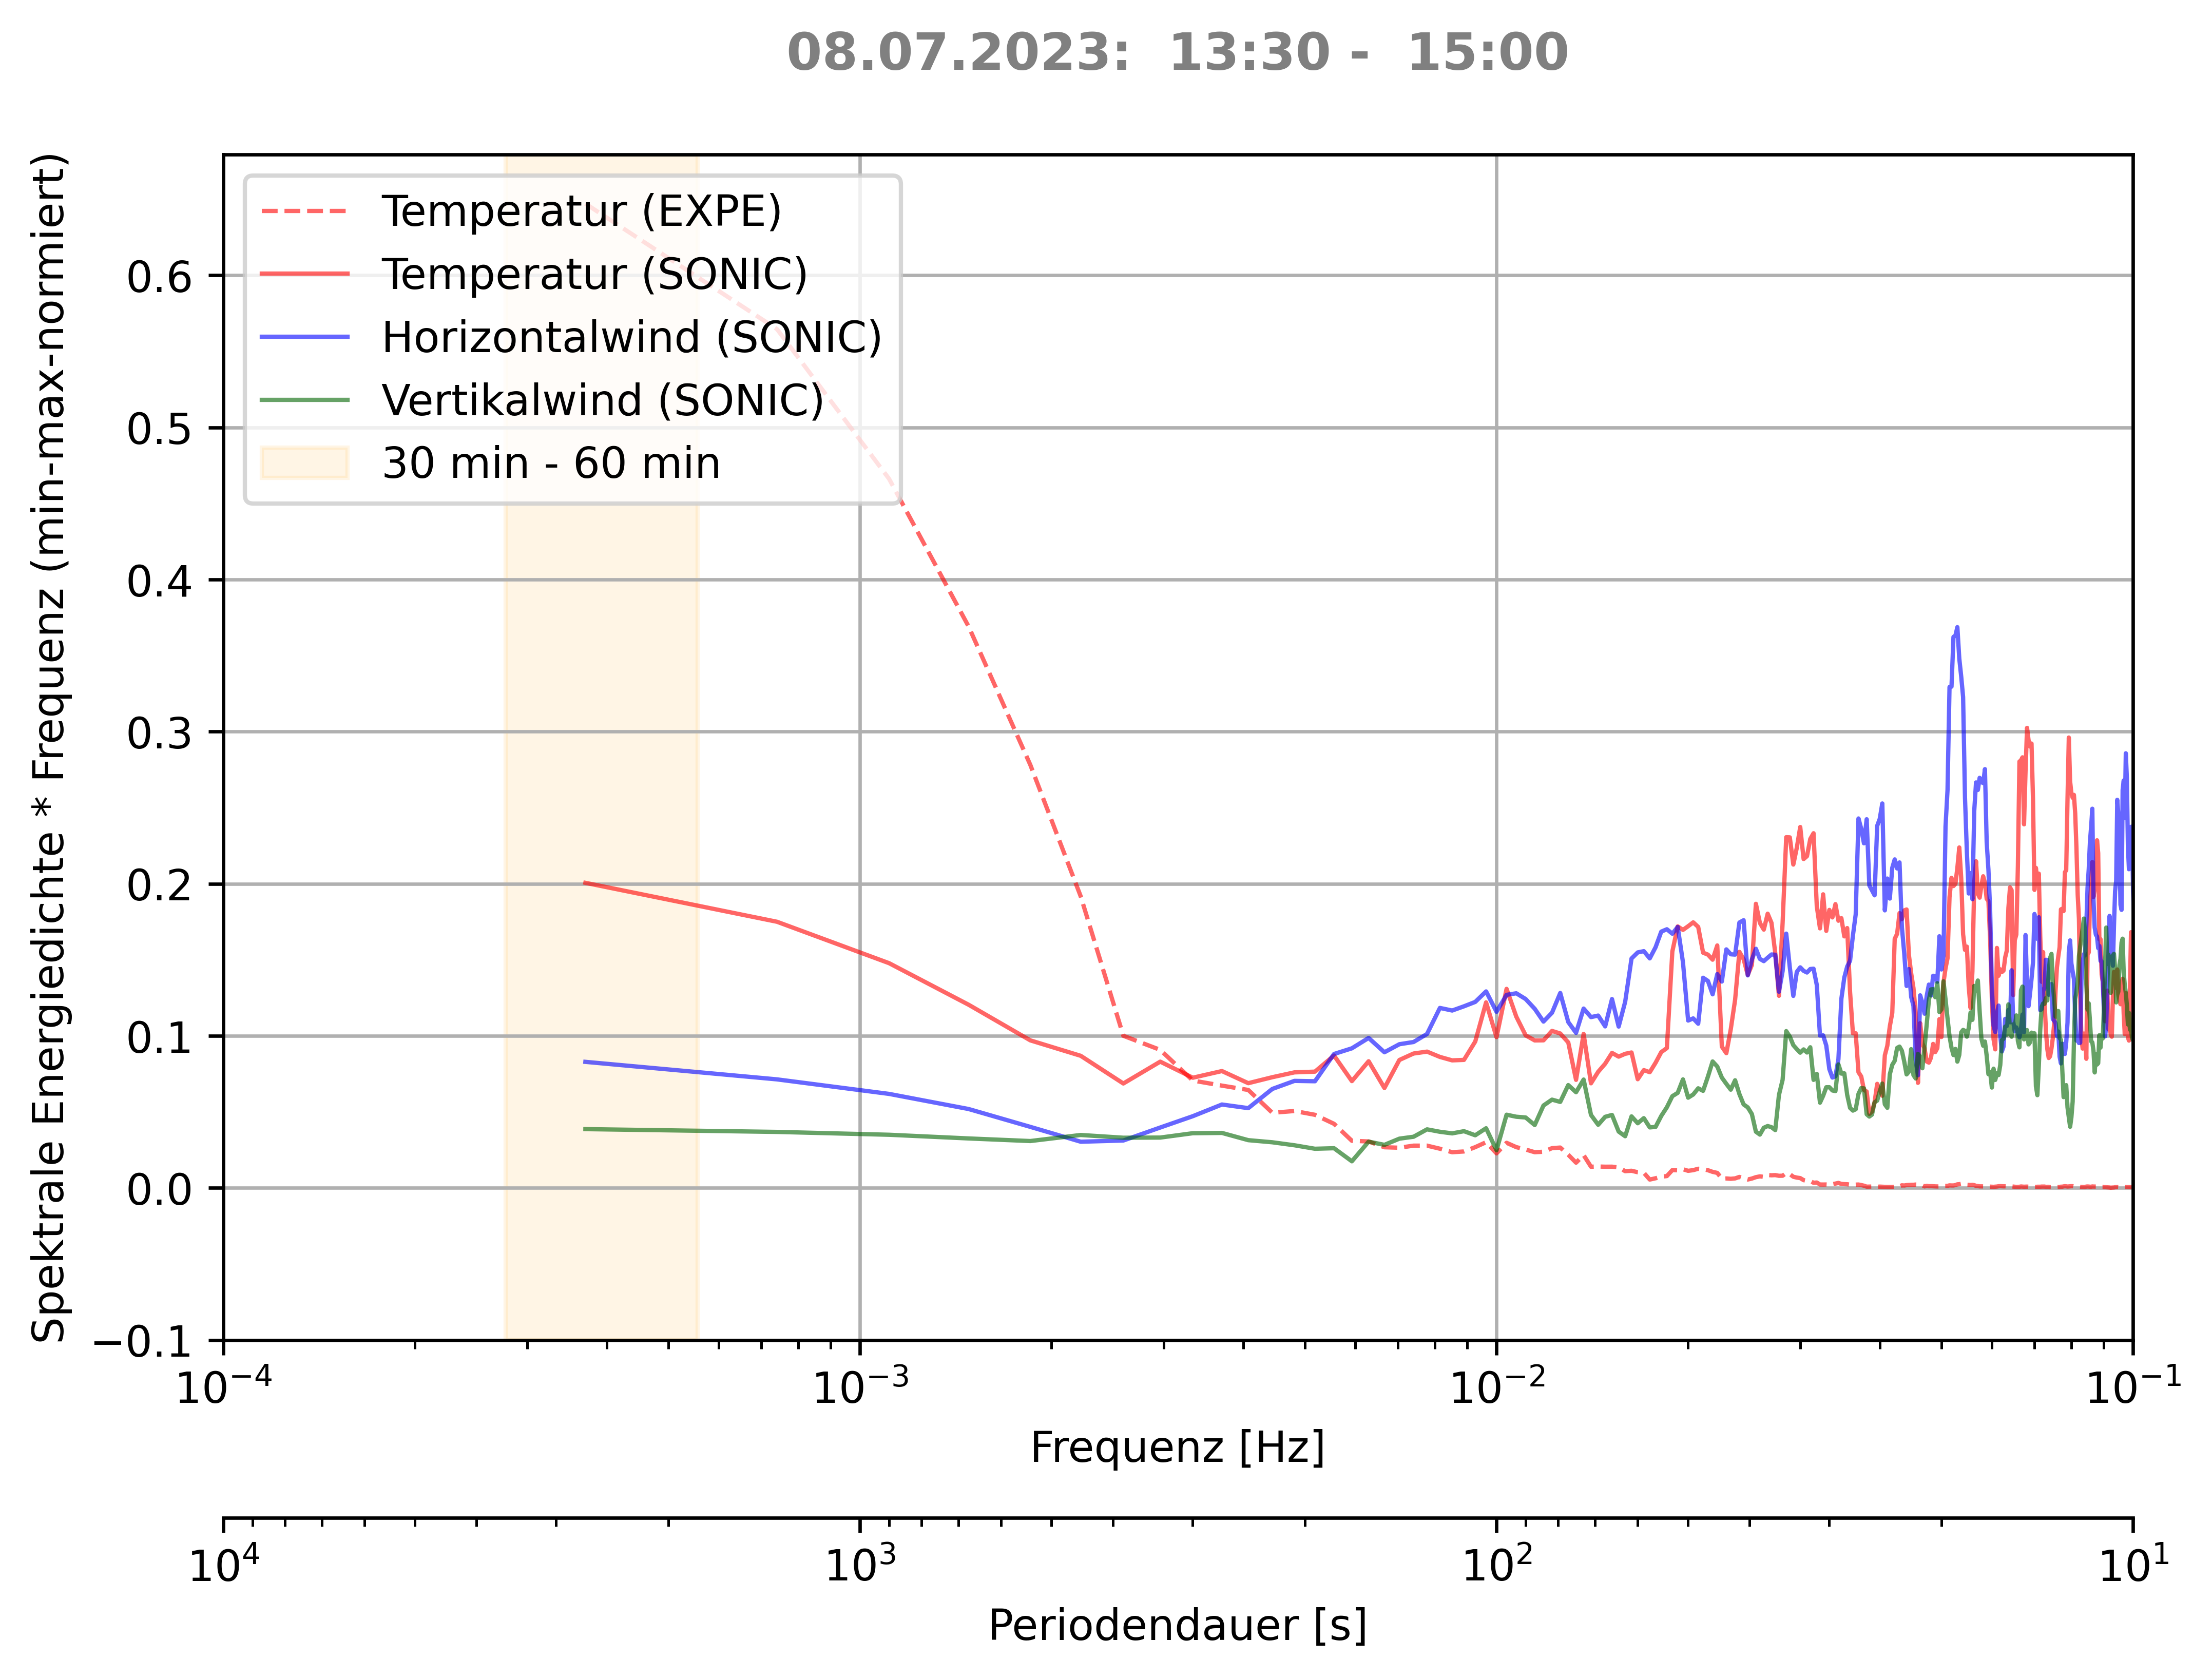 08.07.2023: 13:30 - 15:00
Spektrale Energiedichte * Frequenz (min-max-normiert)
Temperatur (EXPE)
Temperatur (SONIC)
Horizontalwind (SONIC)
Vertikalwind (SONIC)
30 min - 60 min
0.6
0.5
0.4
0.3
0.2
0.1
0.0
−0.1
10⁻⁴ 10⁻³ 10⁻² 10⁻¹
Frequenz [Hz]
10⁴ 10³ 10² 10¹
Periodendauer [s]